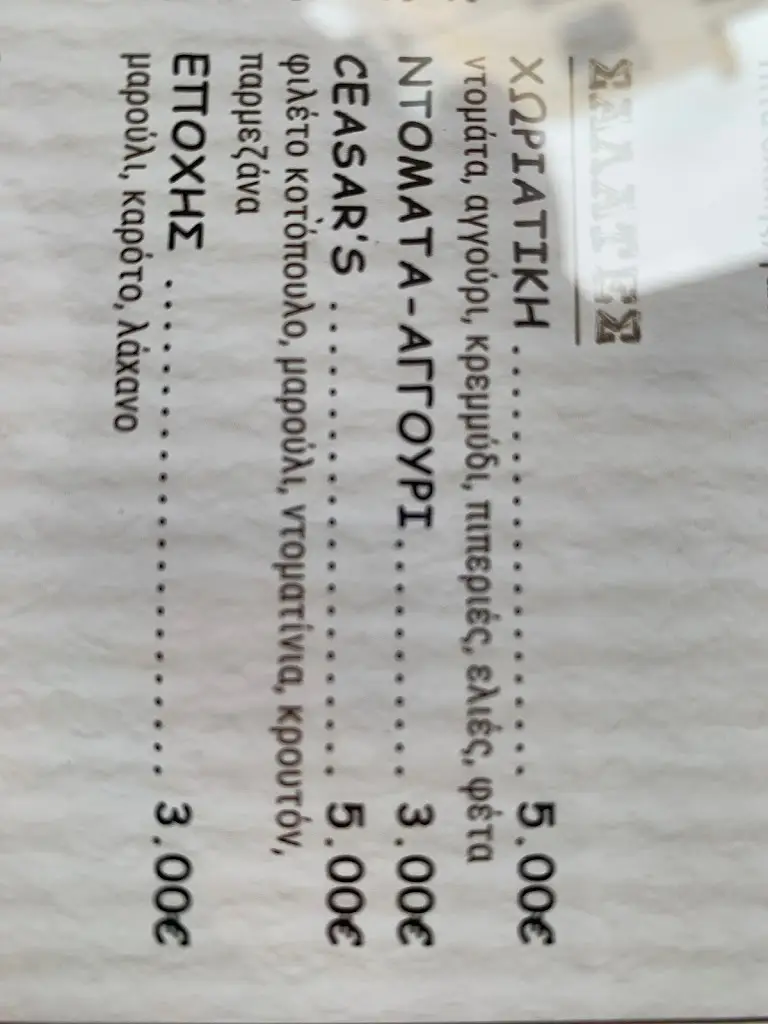 ΣΑΛΑΤΕΣ
ΧΩΡΙΑΤΙΚΗ .................. 5.00€
ντομάτα, αγγούρι, κρεμμύδι, πιπεριές, ελιές, φέτα
ΝΤΟΜΑΤΑ-ΑΓΓΟΥΡΙ.......... 3.00€
CEASAR'S .................... 5.00€
φιλέτο κοτόπουλο, μαρούλι, ντοματίνια, κρουτόν,
παρμεζάνα
ΕΠΟΧΗΣ ....................... 3.00€
μαρούλι, καρότο, λάχανο